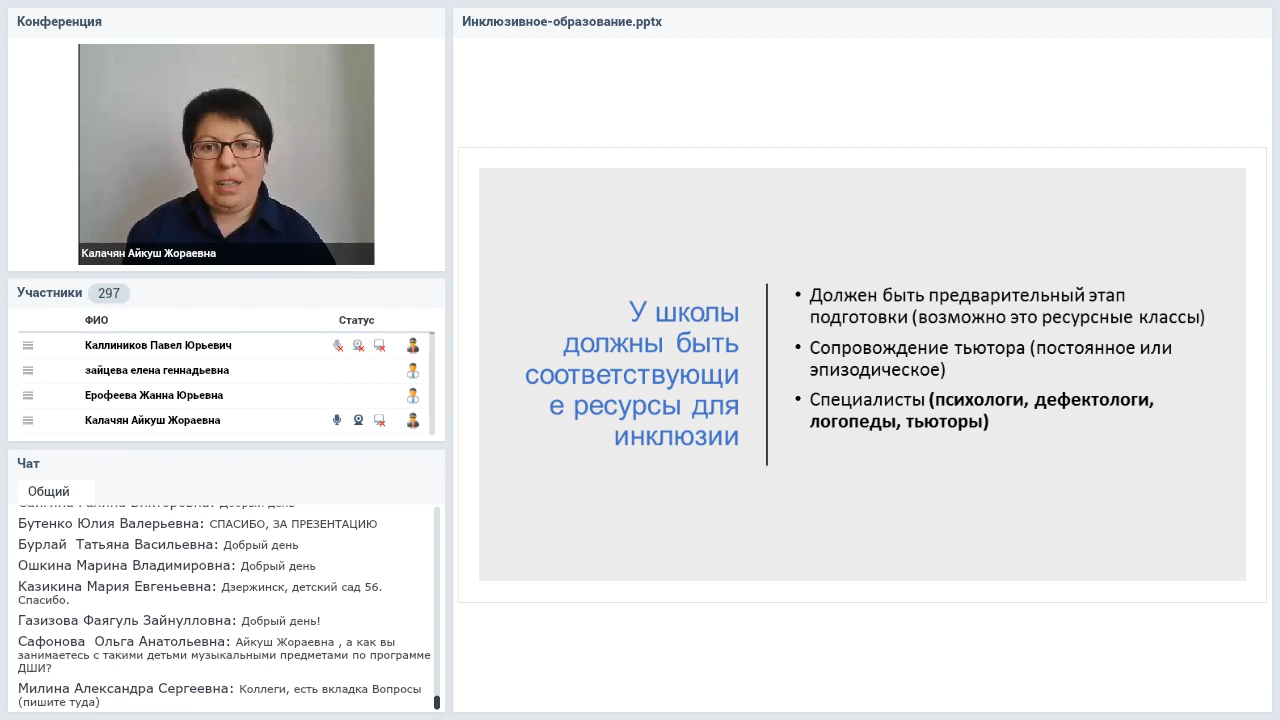 Конференция
Калачян Айкуш Жораевна
Участники 297
ФИО Статус
Каллиников Павел Юрьевич
зайцева елена геннадьевна
Ерофеева Жанна Юрьевна
Калачян Айкуш Жораевна
Чат
Общий
Добрый день
Бутенко Юлия Валерьевна: СПАСИБО, ЗА ПРЕЗЕНТАЦИЮ
Бурлай Татьяна Васильевна: Добрый день
Ошкина Марина Владимировна: Добрый день
Казикина Мария Евгеньевна: Дзержинск, детский сад 56.
Спасибо.
Газизова Фаягуль Зайнулловна: Добрый день!
Сафонова Ольга Анатольевна: Айкуш Жораевна , а как вы
занимаетесь с такими детьми музыкальными предметами по программе
ДШИ?
Милина Александра Сергеевна: Коллеги, есть вкладка Вопросы
(пишите туда)
Инклюзивное-образование.pptx
У школы
должны быть
соответствующи
е ресурсы для
инклюзии
• Должен быть предварительный этап
подготовки (возможно это ресурсные классы)
• Сопровождение тьютора (постоянное или
эпизодическое)
• Специалисты (психологи, дефектологи,
логопеды, тьюторы)